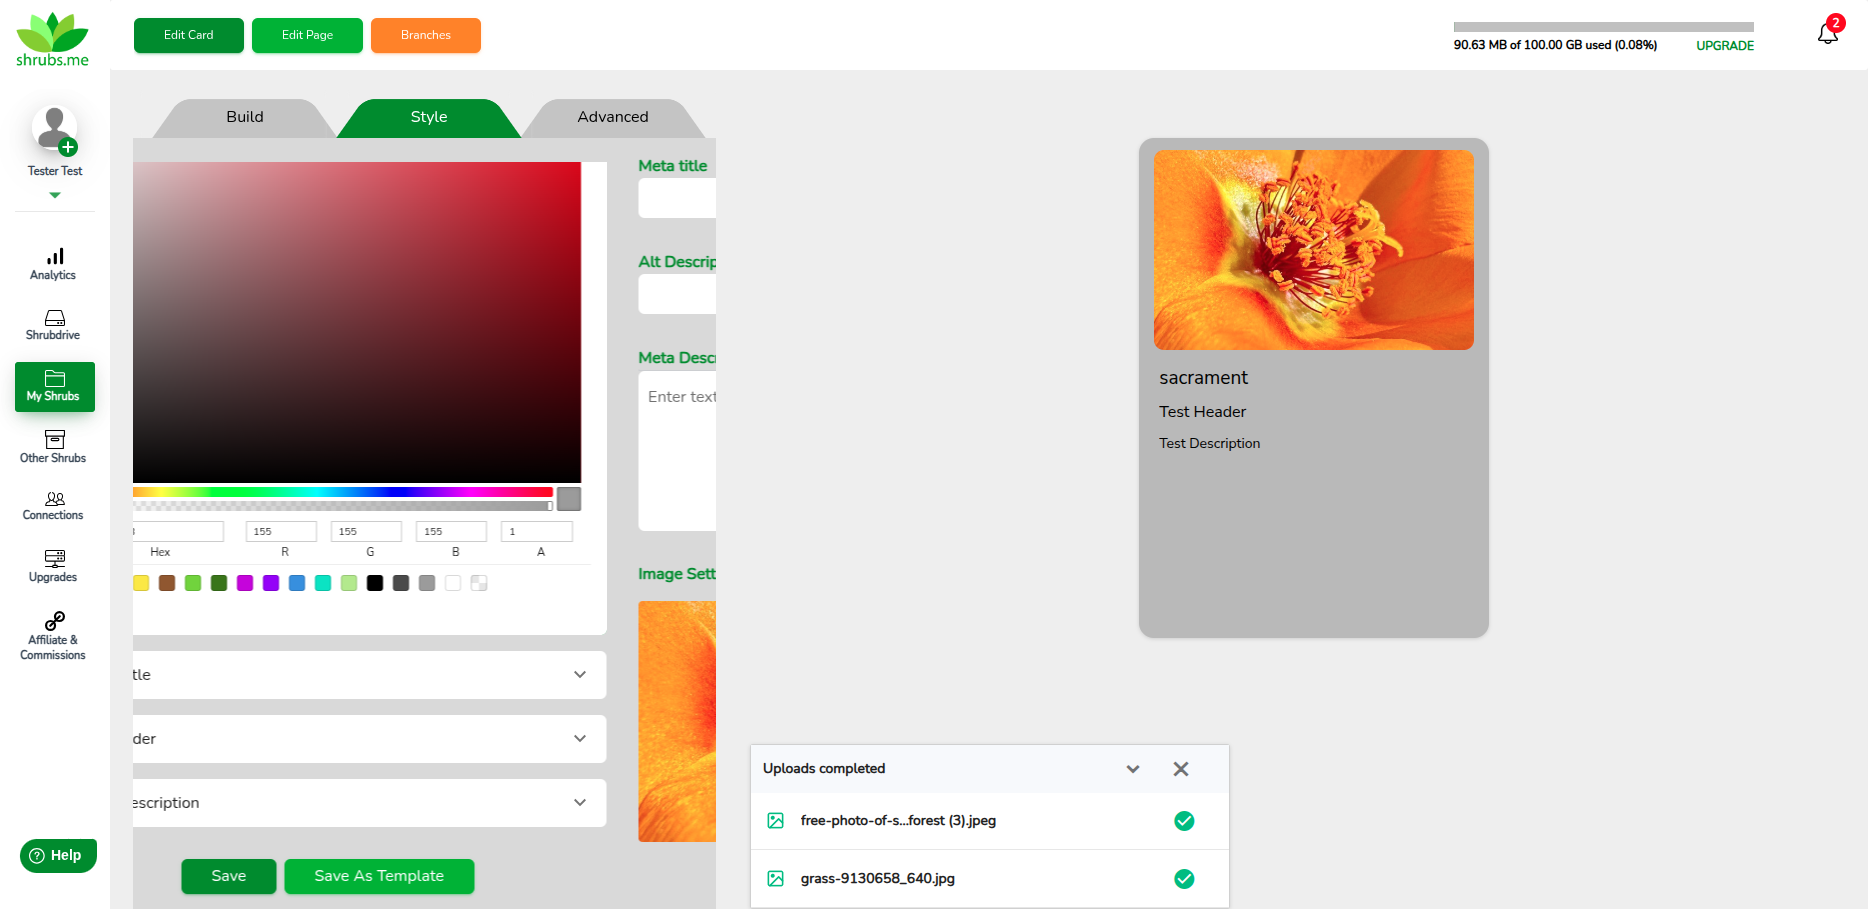 shrubs.me
Edit Card
Edit Page
Branches
90.63 MB of 100.00 GB used (0.08%)
UPGRADE
2
Tester Test
Analytics
Shrubdrive
My Shrubs
Other Shrubs
Connections
Upgrades
Affiliate &
Commissions
Help
Build
Style
Advanced
155
155
155
1
Hex
R
G
B
A
tle
der
escription
Save
Save As Template
Meta title
Alt Descrip
Meta Descr
Enter text
Image Sett
sacrament
Test Header
Test Description
Uploads completed
free-photo-of-s...forest (3).jpeg
grass-9130658_640.jpg